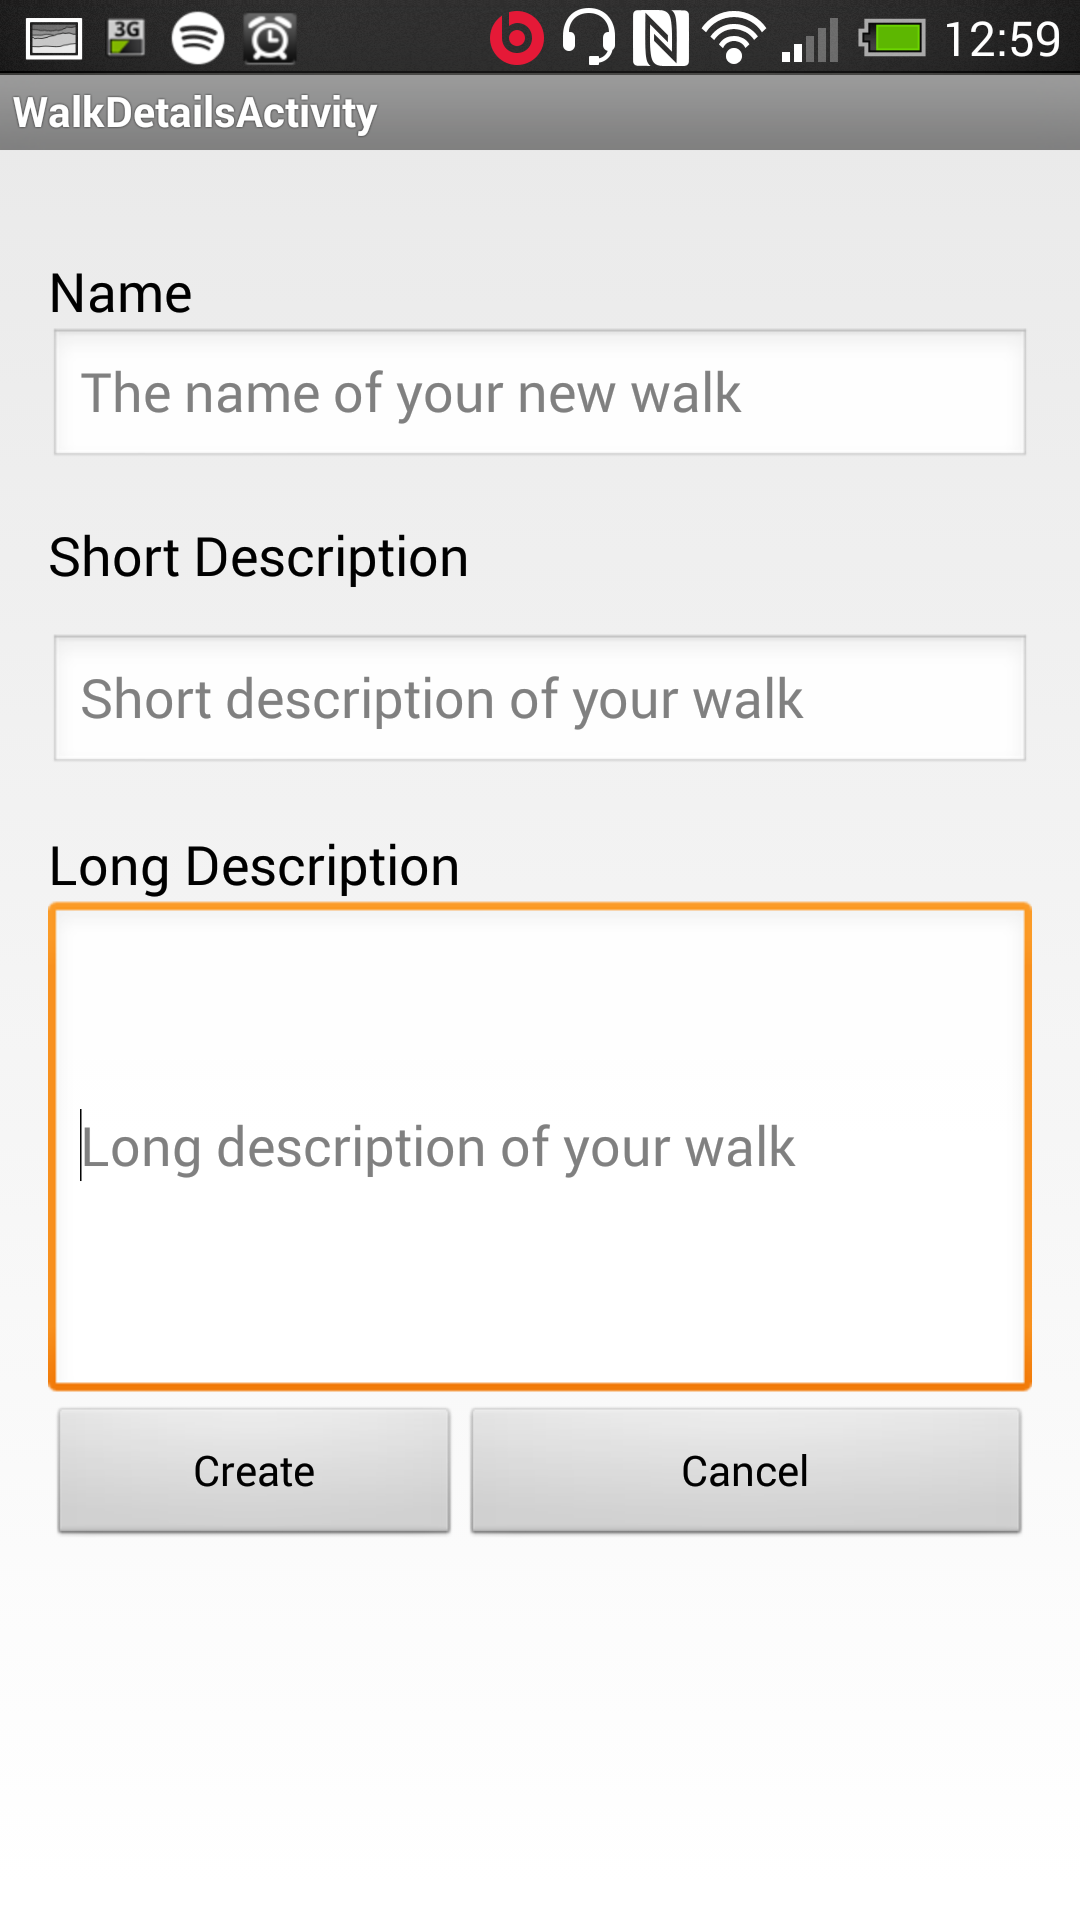 3G
12:59
WalkDetailsActivity
Name
The name of your new walk
Short Description
Short description of your walk
Long Description
Long description of your walk
Create Cancel